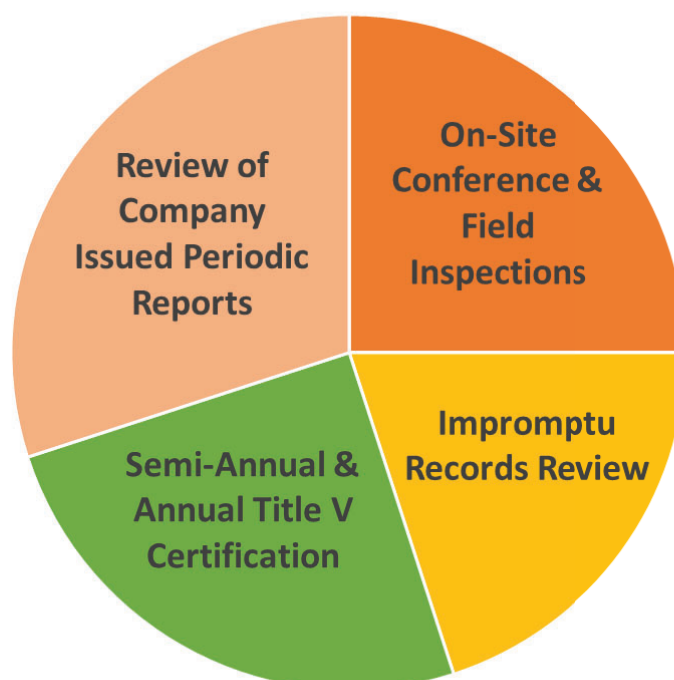 Review of
Company
Issued Periodic
Reports
On-Site
Conference &
Field
Inspections
Impromptu
Records Review
Semi-Annual &
Annual Title V
Certification